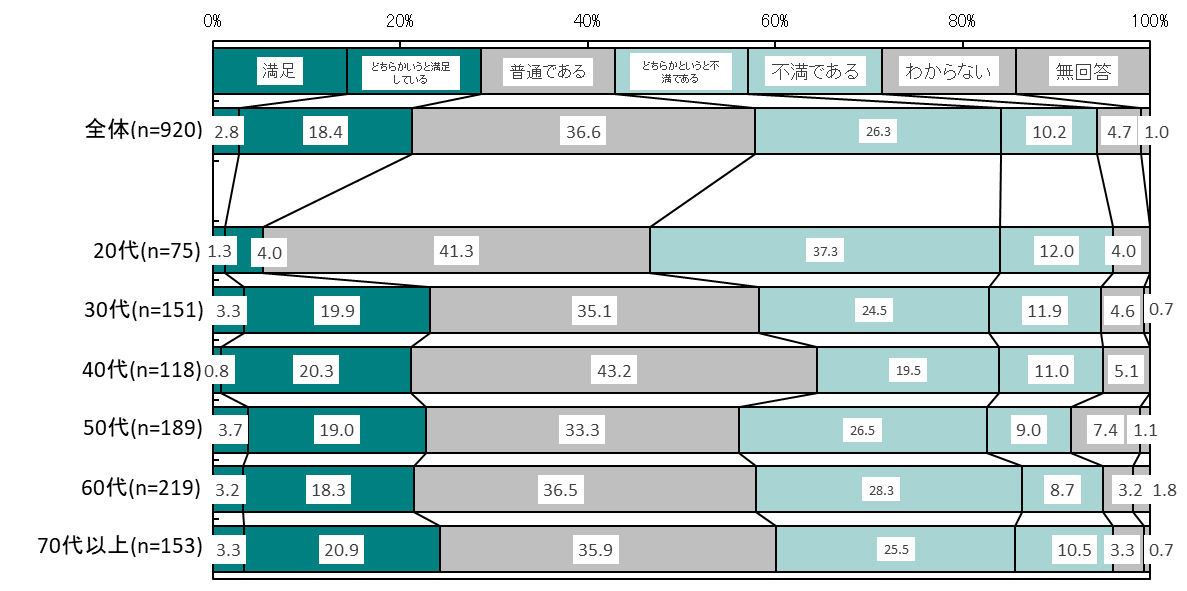 0% 20% 40% 60% 80% 100%
満足 どちらかいうと満足 普通である どちらかというと不 不満である わからない 無回答
している 満である
全体(n=920) 2.8 18.4 36.6 26.3 10.2 4.7 1.0
20代(n=75) 1.3 4.0 41.3 37.3 12.0 4.0
30代(n=151) 3.3 19.9 35.1 24.5 11.9 4.6 0.7
40代(n=118) 0.8 20.3 43.2 19.5 11.0 5.1
50代(n=189) 3.7 19.0 33.3 26.5 9.0 7.4 1.1
60代(n=219) 3.2 18.3 36.5 28.3 8.7 3.2 1.8
70代以上(n=153) 3.3 20.9 35.9 25.5 10.5 3.3 0.7